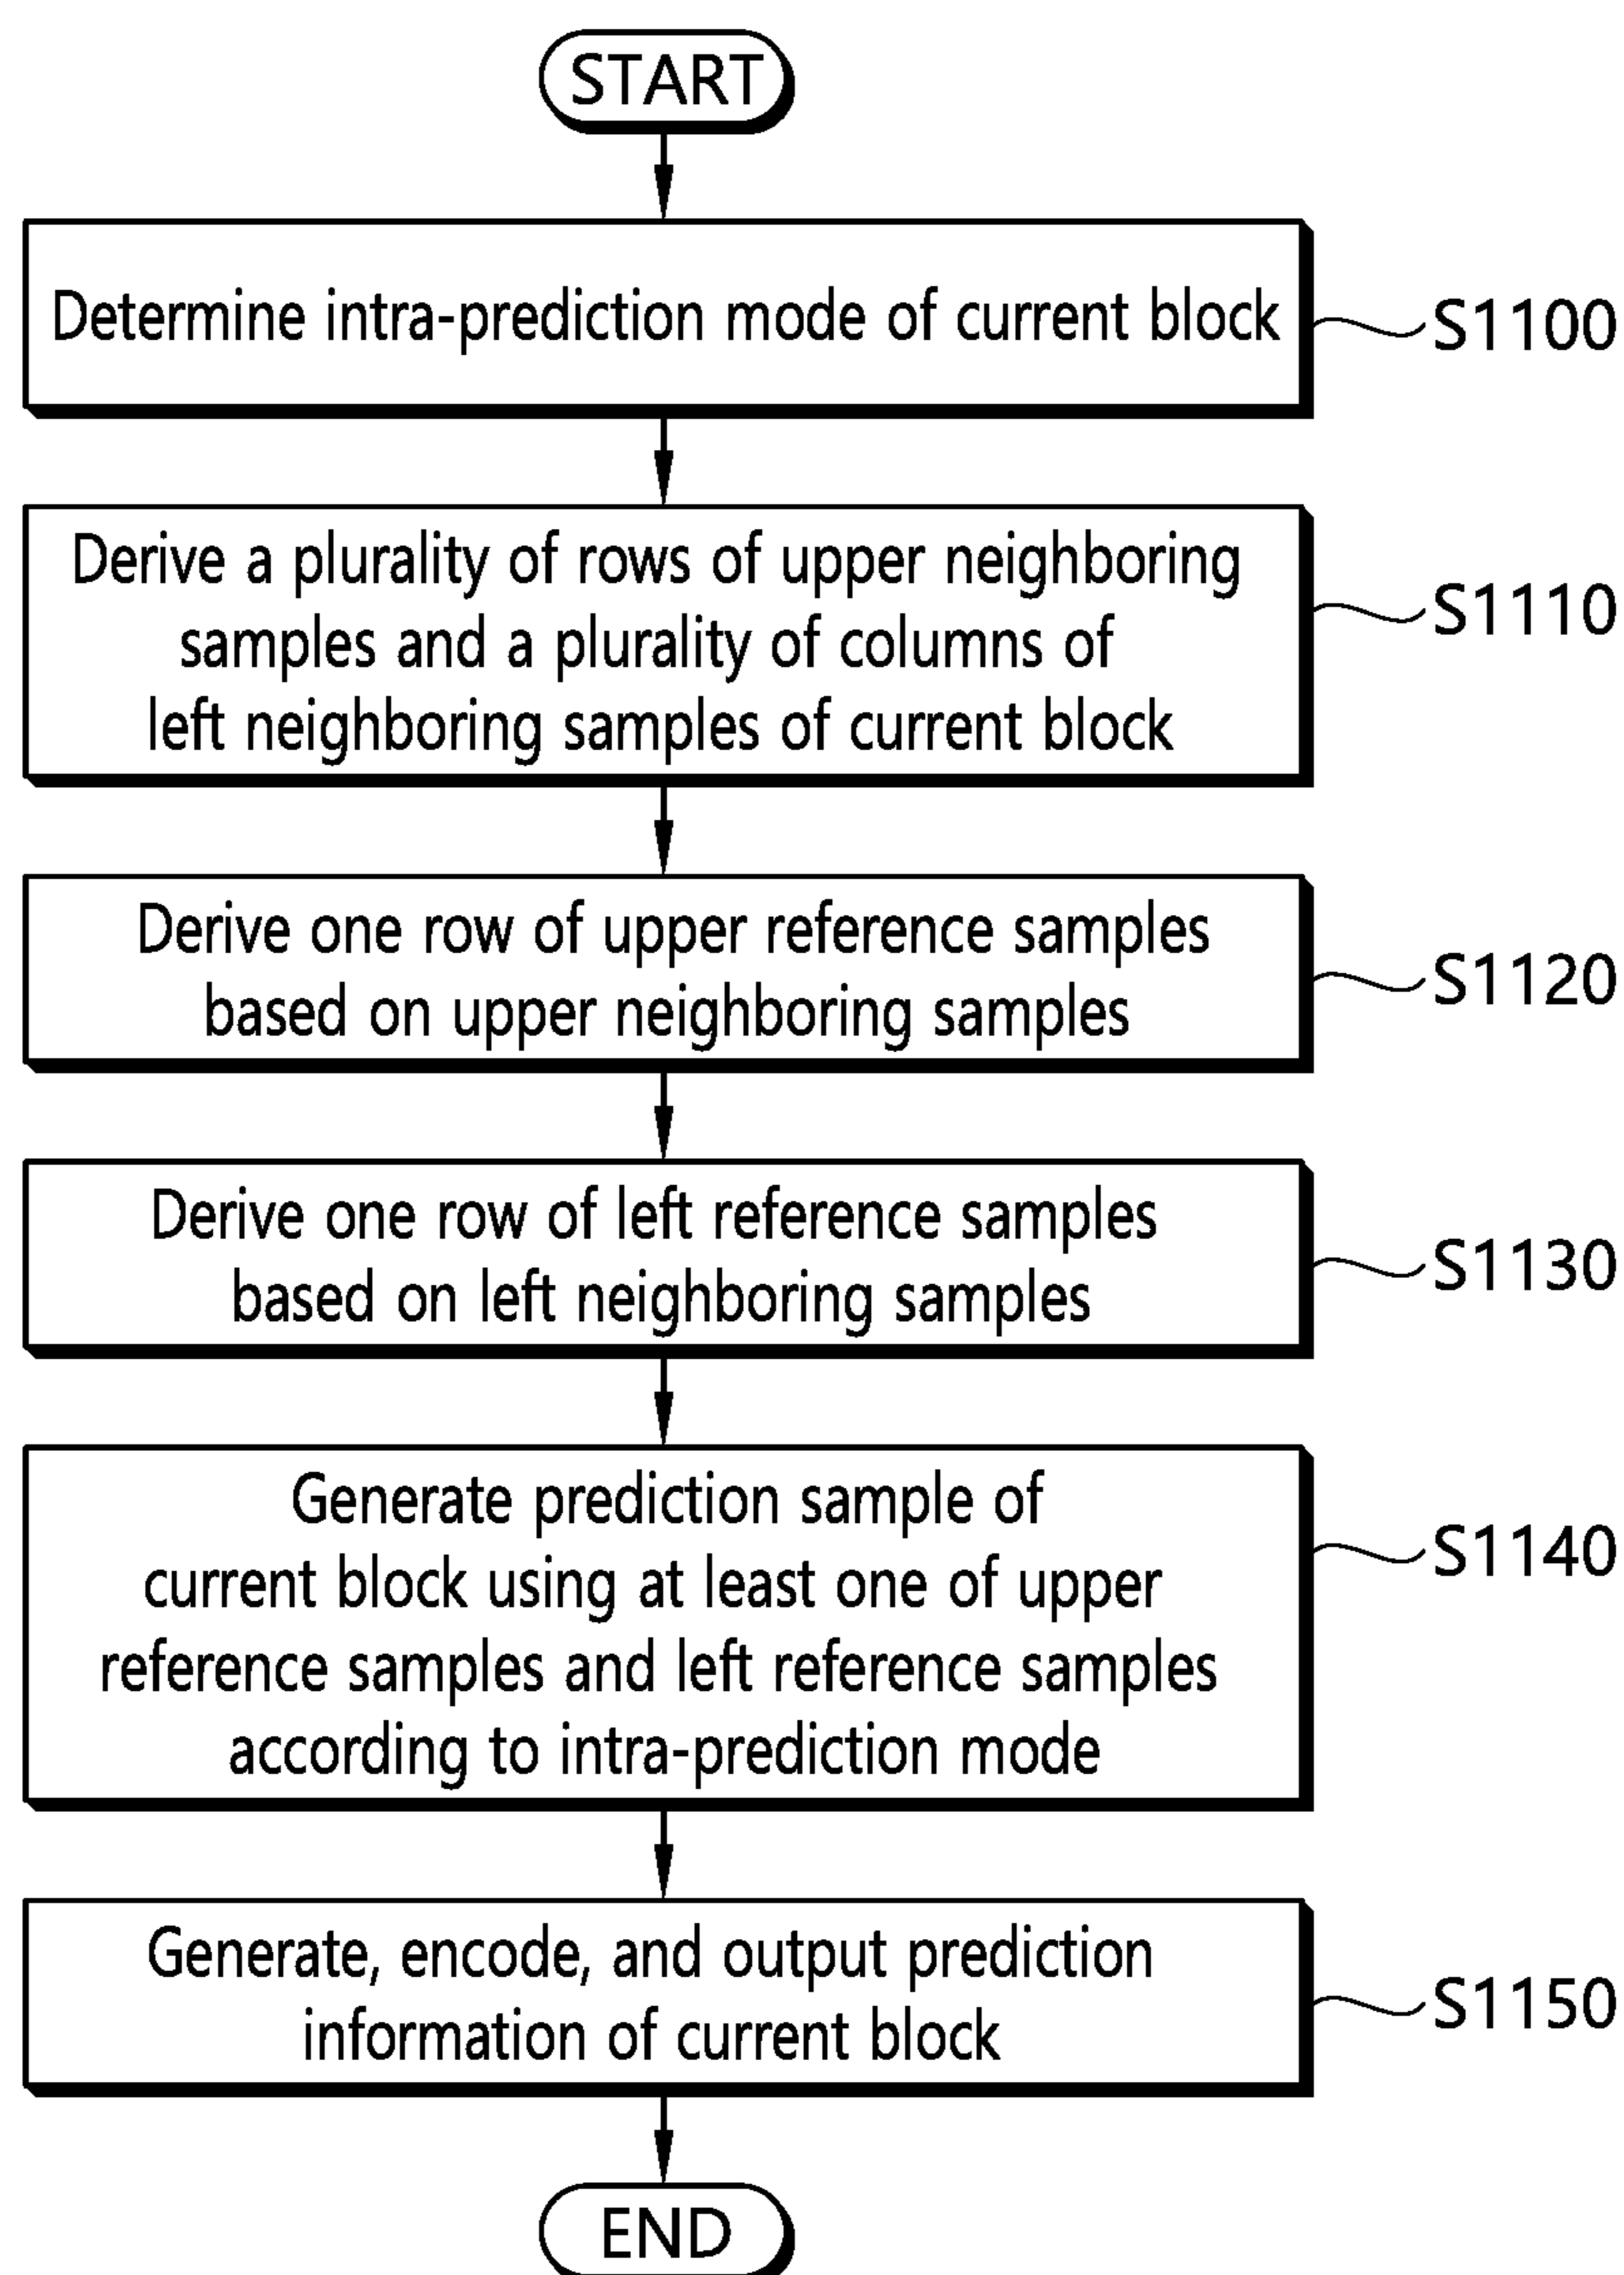 START
Determine intra-prediction mode of current block
S1100
Derive a plurality of rows of upper neighboring
samples and a plurality of columns of
left neighboring samples of current block
S1110
Derive one row of upper reference samples
based on upper neighboring samples
S1120
Derive one row of left reference samples
based on left neighboring samples
S1130
Generate prediction sample of
current block using at least one of upper
reference samples and left reference samples
according to intra-prediction mode
S1140
Generate, encode, and output prediction
information of current block
S1150
END